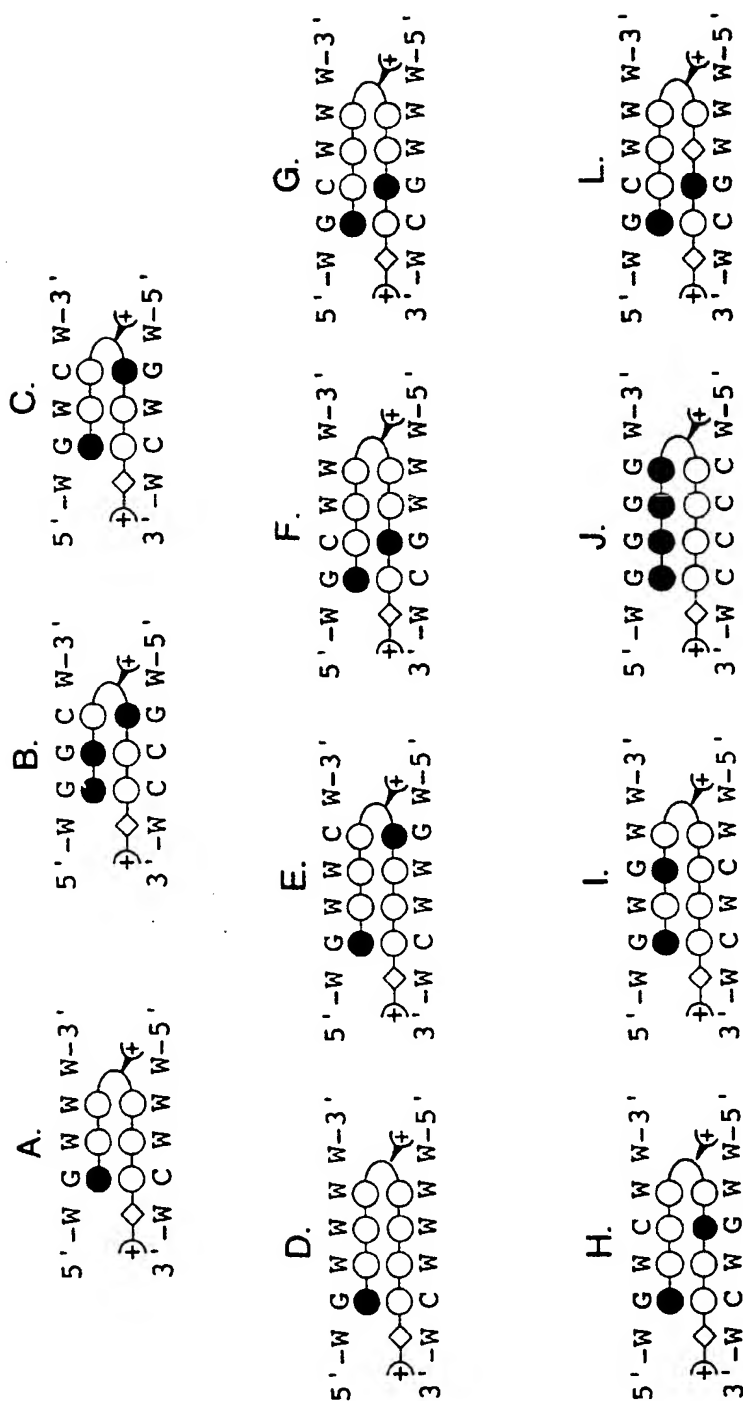 A.
5'-W G W W W-3'
+
+
3'-W C W W W-5'
B.
5'-W G G C W-3'
+
+
3'-W C C G W-5'
C.
5'-W G W C W-3'
+
+
3'-W C W G W-5'
D.
5'-W G W W W W-3'
+
+
3'-W C W W W W-5'
E.
5'-W G W W C W-3'
+
+
3'-W C W W G W-5'
F.
5'-W G C W W W-3'
+
+
3'-W C G W W W-5'
G.
5'-W G C W W W-3'
+
+
3'-W C G W W W-5'
H.
5'-W G W C W W-3'
+
+
3'-W C W G W W-5'
I.
5'-W G W G W W-3'
+
+
3'-W C W C W W-5'
J.
5'-W G G G G W-3'
+
+
3'-W C C C C W-5'
L.
5'-W G C W W W-3'
+
+
3'-W C G W W W-5'